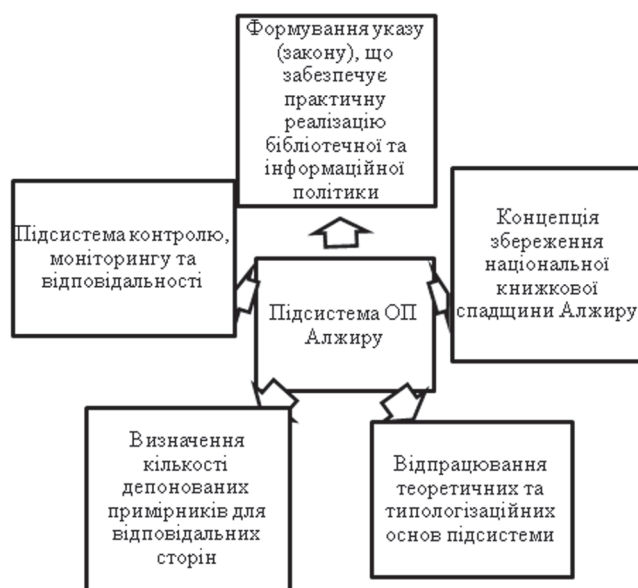 Формування указу
(закону), що
забезпечує
практичну
реалізацію
бібліотечної та
інформаційної
політики
Підсистема контролю,
моніторингу та
відповідальності
Концепція
збереження
національної
книжкової
спадщини Алжиру
Підсистема ОП
Алжиру
Визначення
кількості
депонованих
примірників для
відповідальних
сторін
Відпрацювання
теоретичних та
типологізаційних
основ підсистеми